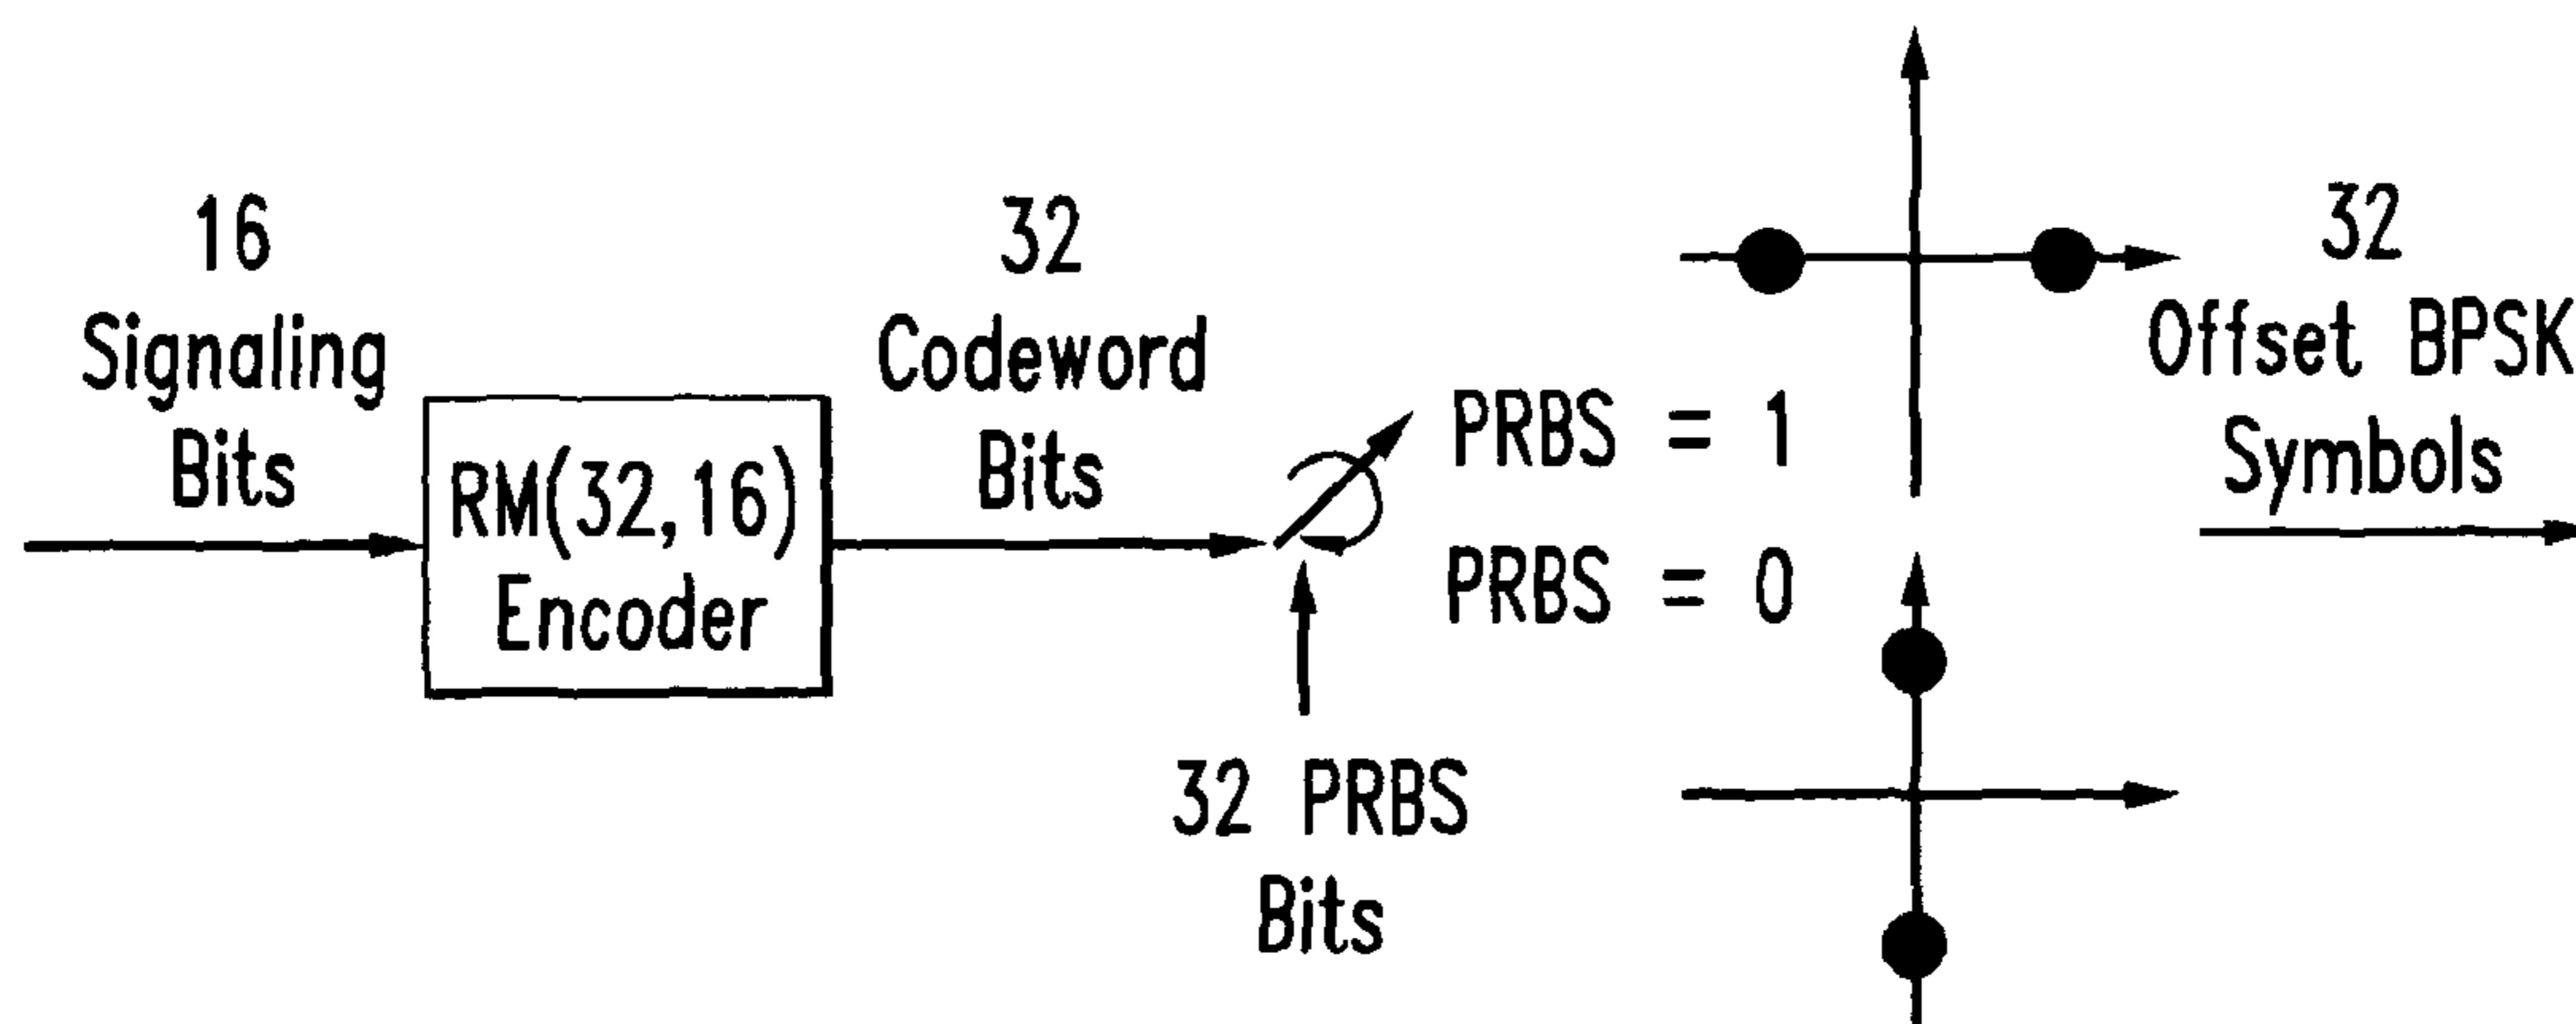 16
Signaling
Bits
RM(32,16)
Encoder
32
Codeword
Bits
32 PRBS
Bits
PRBS = 1
PRBS = 0
32
Offset BPSK
Symbols